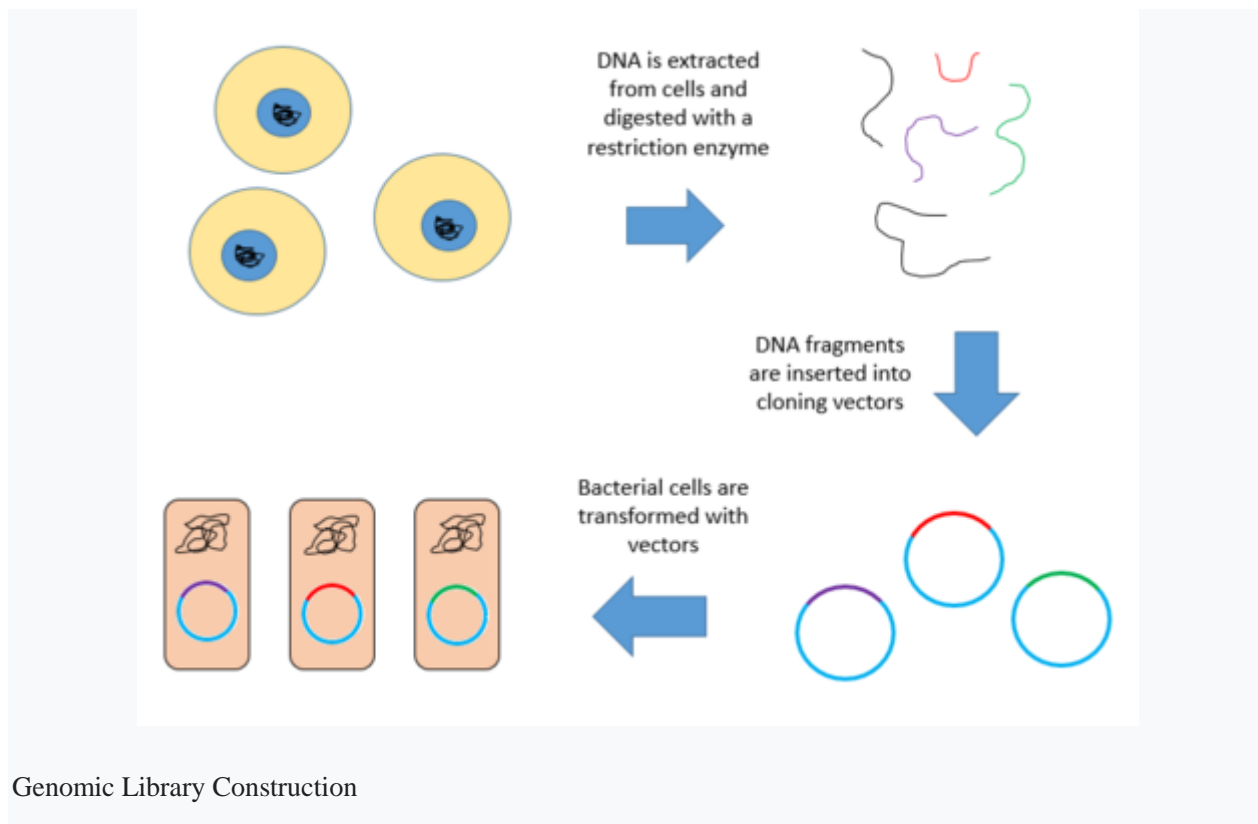 DNA is extracted
from cells and
digested with a
restriction enzyme
DNA fragments
are inserted into
cloning vectors
Bacterial cells are
transformed with
vectors
Genomic Library Construction